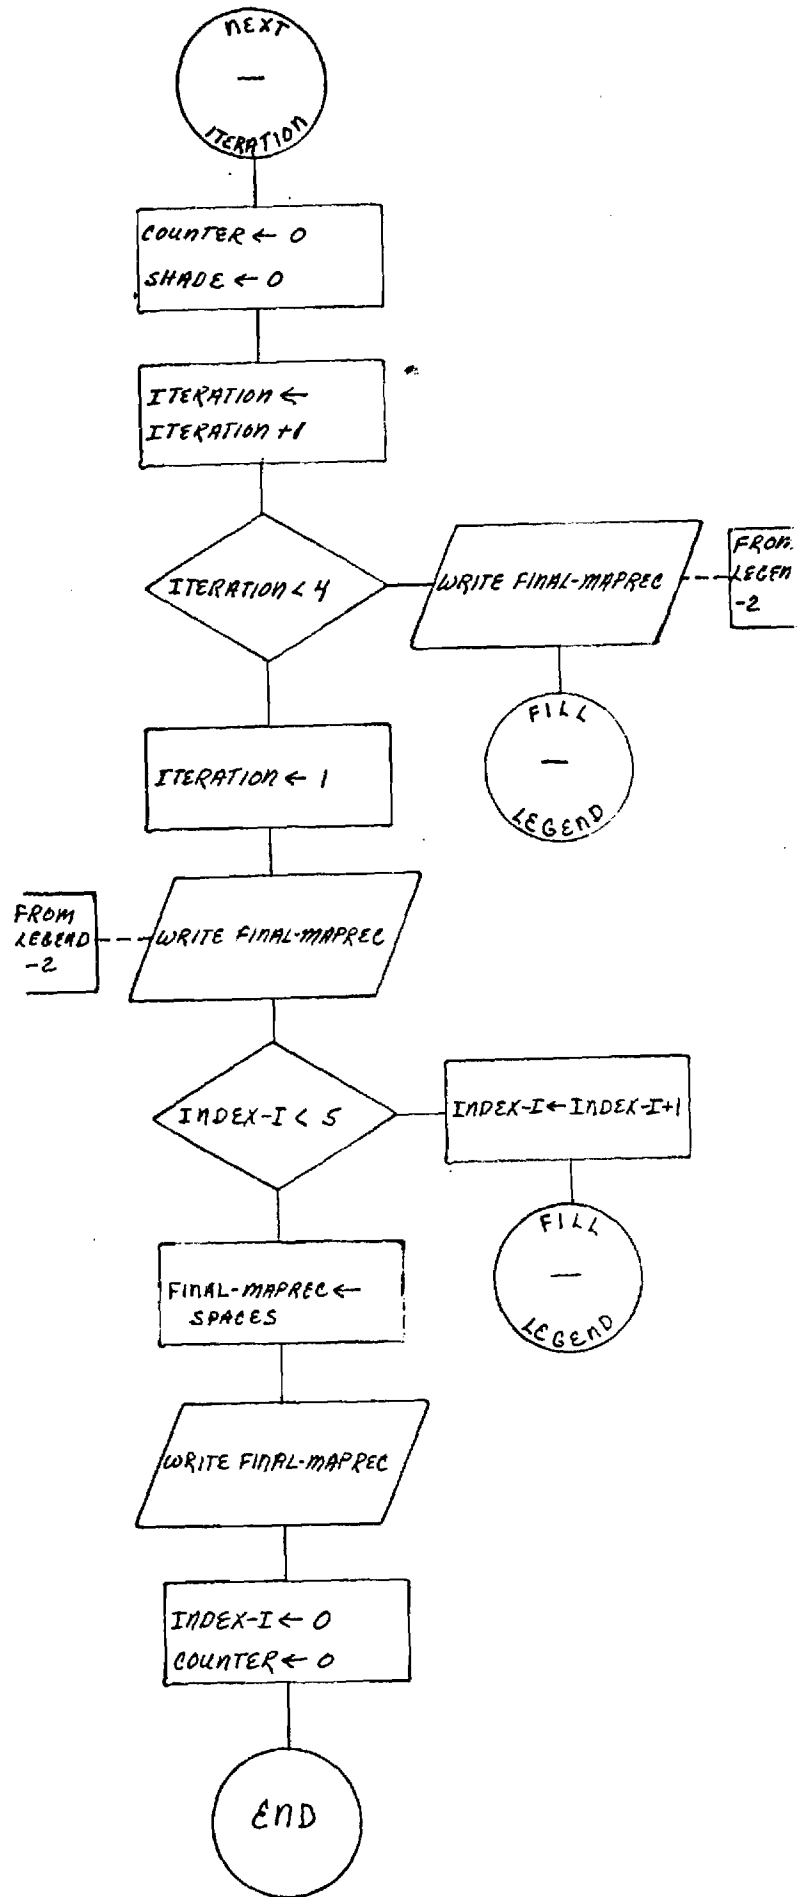 NEXT
—
ITERATION
COUNTER ← 0
SHADE ← 0
ITERATION ←
ITERATION +1
ITERATION < 4
WRITE FINAL-MAPREC
FROM
LEGEN
-2
FILL
—
LEGEND
ITERATION ← 1
FROM
LEGEND
-2
WRITE FINAL-MAPREC
INDEX-I < 5
INDEX-I ← INDEX-I+1
FILL
—
LEGEND
FINAL-MAPREC ←
SPACES
WRITE FINAL-MAPREC
INDEX-I ← 0
COUNTER ← 0
END